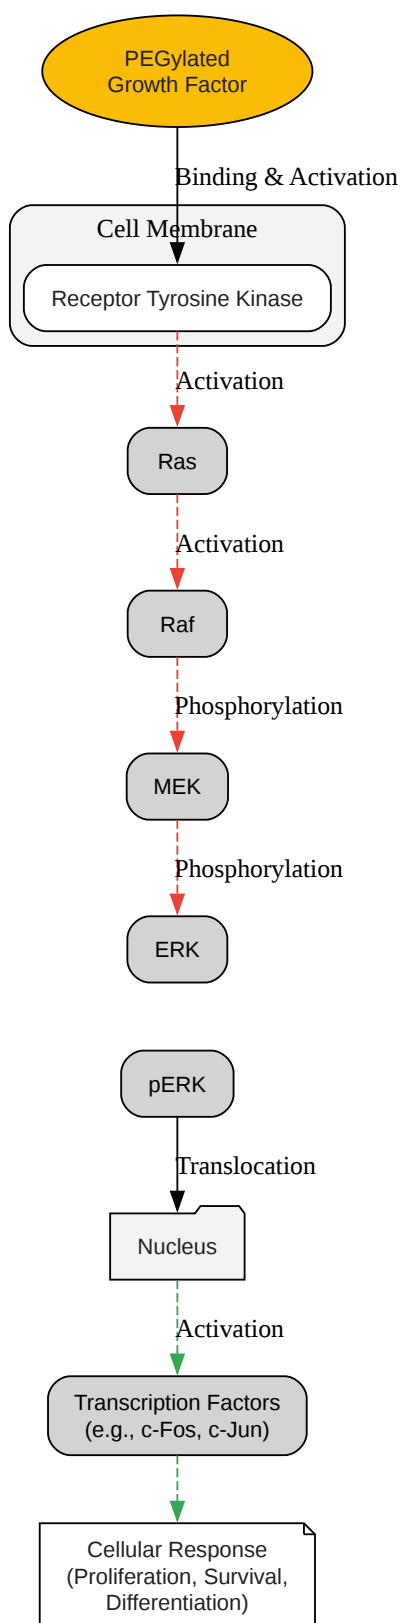 PEGylated
Growth Factor
Binding & Activation
Cell Membrane
Receptor Tyrosine Kinase
Activation
Ras
Activation
Raf
Phosphorylation
MEK
Phosphorylation
ERK
pERK
Translocation
Nucleus
Activation
Transcription Factors
(e.g., c-Fos, c-Jun)
Cellular Response
(Proliferation, Survival,
Differentiation)